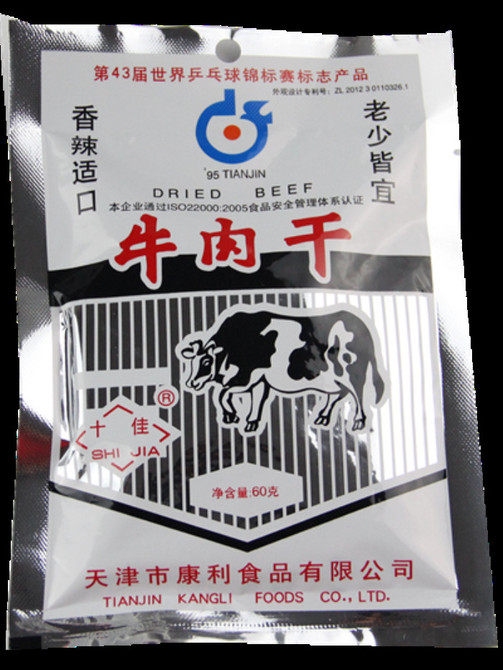 第43届世界乒乓球锦标赛标志产品
外观设计专利号：ZL 2012 3 0110326.1
香辣适口
老少皆宜
'95 TIANJIN
DRIED BEEF
本企业通过ISO22000:2005食品安全管理体系认证
牛肉干
®
十佳
SHI JIA
净含量:60克
天津市康利食品有限公司
TIANJIN KANGLI FOODS CO.,LTD.